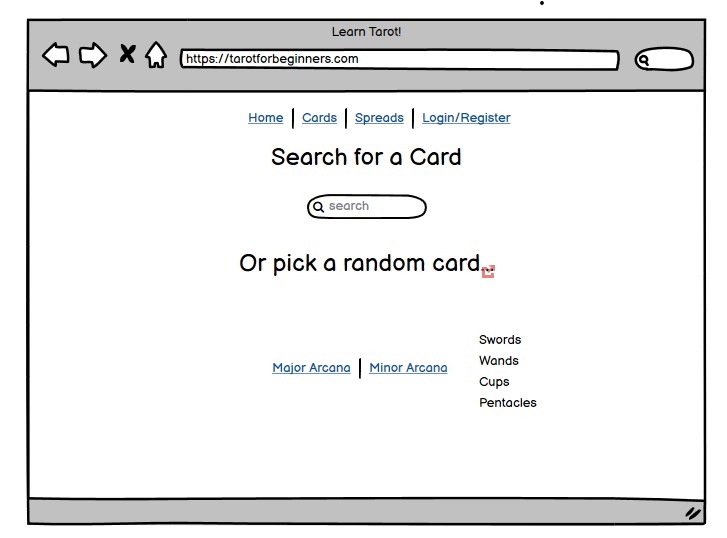 Learn Tarot!
https://tarotforbeginners.com
Home | Cards | Spreads | Login/Register
Search for a Card
search
Or pick a random card...
Swords
Major Arcana | Minor Arcana
Wands
Cups
Pentacles